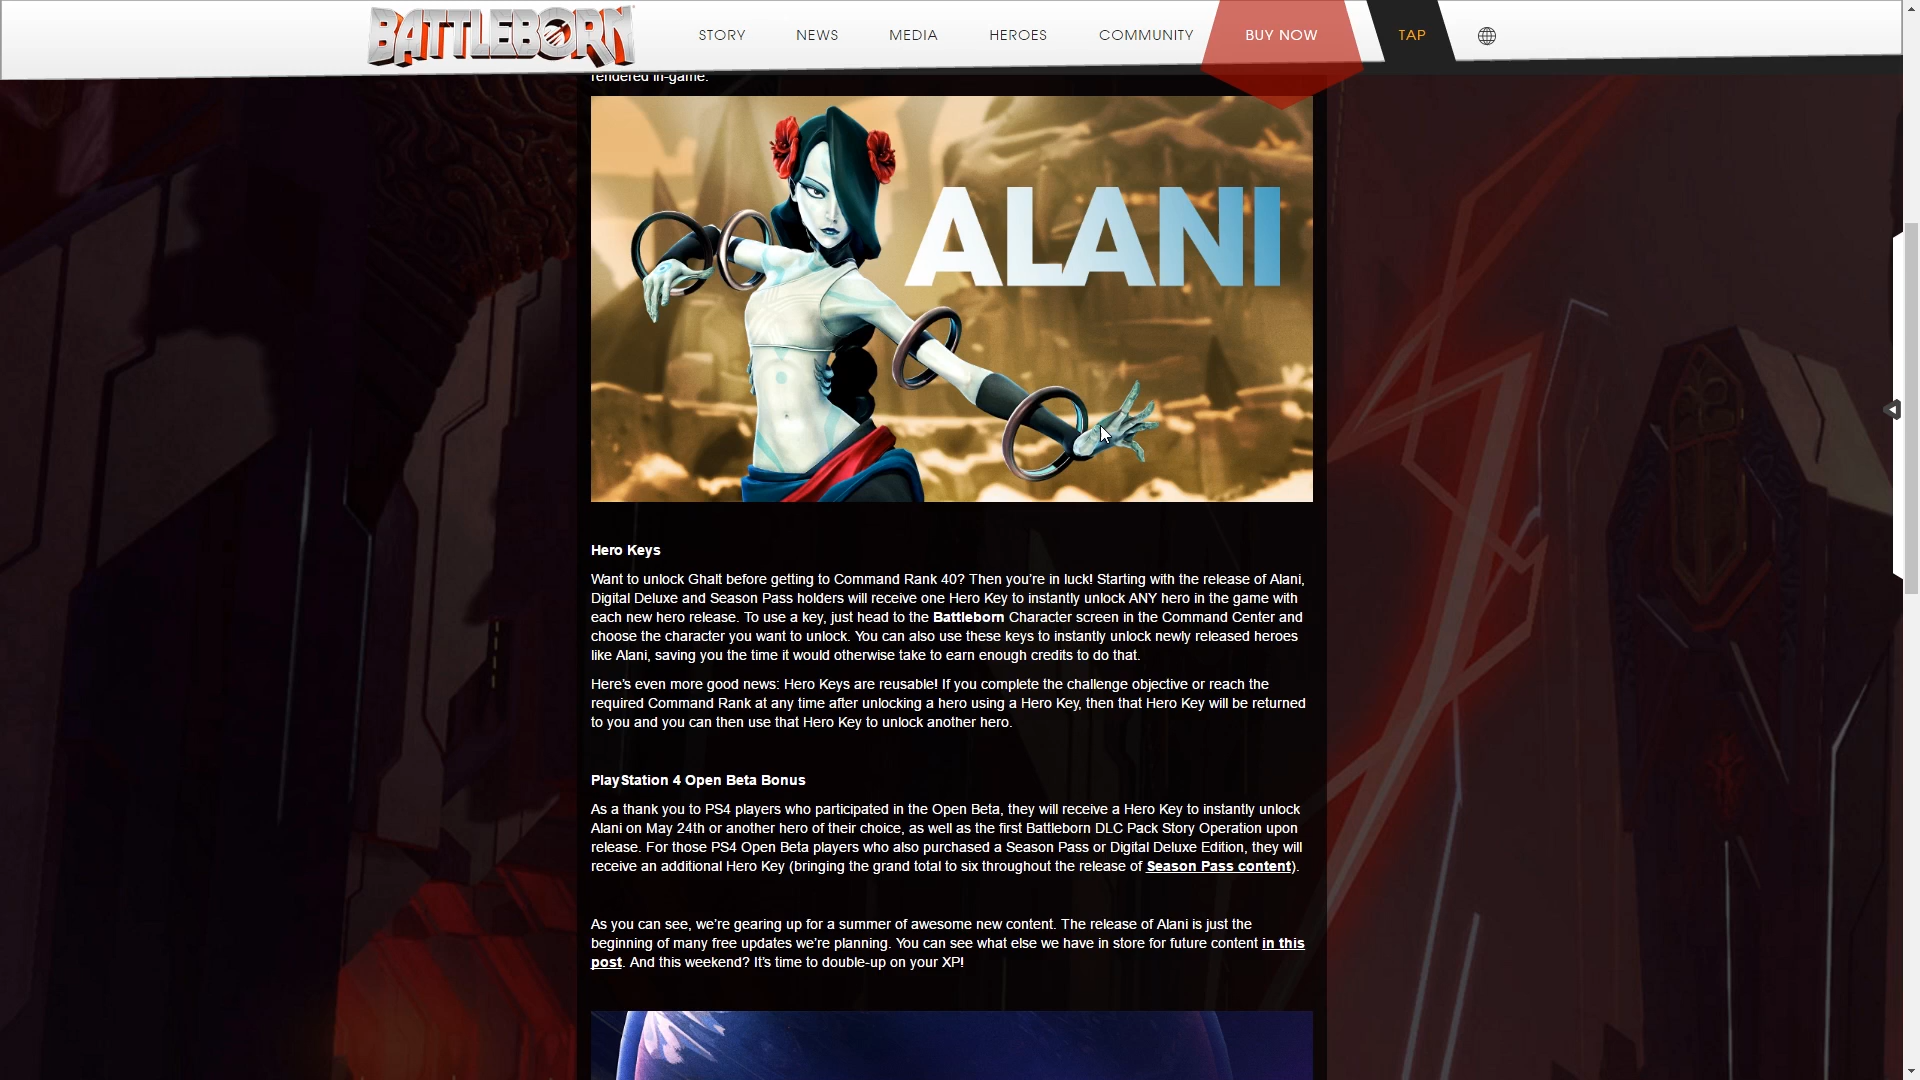 BATTLEBORN
STORY
NEWS
MEDIA
HEROES
COMMUNITY
BUY NOW
TAP
rendered in-game.
ALANI
Hero Keys
Want to unlock Ghalt before getting to Command Rank 40? Then you’re in luck! Starting with the release of Alani,
Digital Deluxe and Season Pass holders will receive one Hero Key to instantly unlock ANY hero in the game with
each new hero release. To use a key, just head to the Battleborn Character screen in the Command Center and
choose the character you want to unlock. You can also use these keys to instantly unlock newly released heroes
like Alani, saving you the time it would otherwise take to earn enough credits to do that.
Here’s even more good news: Hero Keys are reusable! If you complete the challenge objective or reach the
required Command Rank at any time after unlocking a hero using a Hero Key, then that Hero Key will be returned
to you and you can then use that Hero Key to unlock another hero.
PlayStation 4 Open Beta Bonus
As a thank you to PS4 players who participated in the Open Beta, they will receive a Hero Key to instantly unlock
Alani on May 24th or another hero of their choice, as well as the first Battleborn DLC Pack Story Operation upon
release. For those PS4 Open Beta players who also purchased a Season Pass or Digital Deluxe Edition, they will
receive an additional Hero Key (bringing the grand total to six throughout the release of Season Pass content).
As you can see, we’re gearing up for a summer of awesome new content. The release of Alani is just the
beginning of many free updates we’re planning. You can see what else we have in store for future content in this
post. And this weekend? It’s time to double-up on your XP!